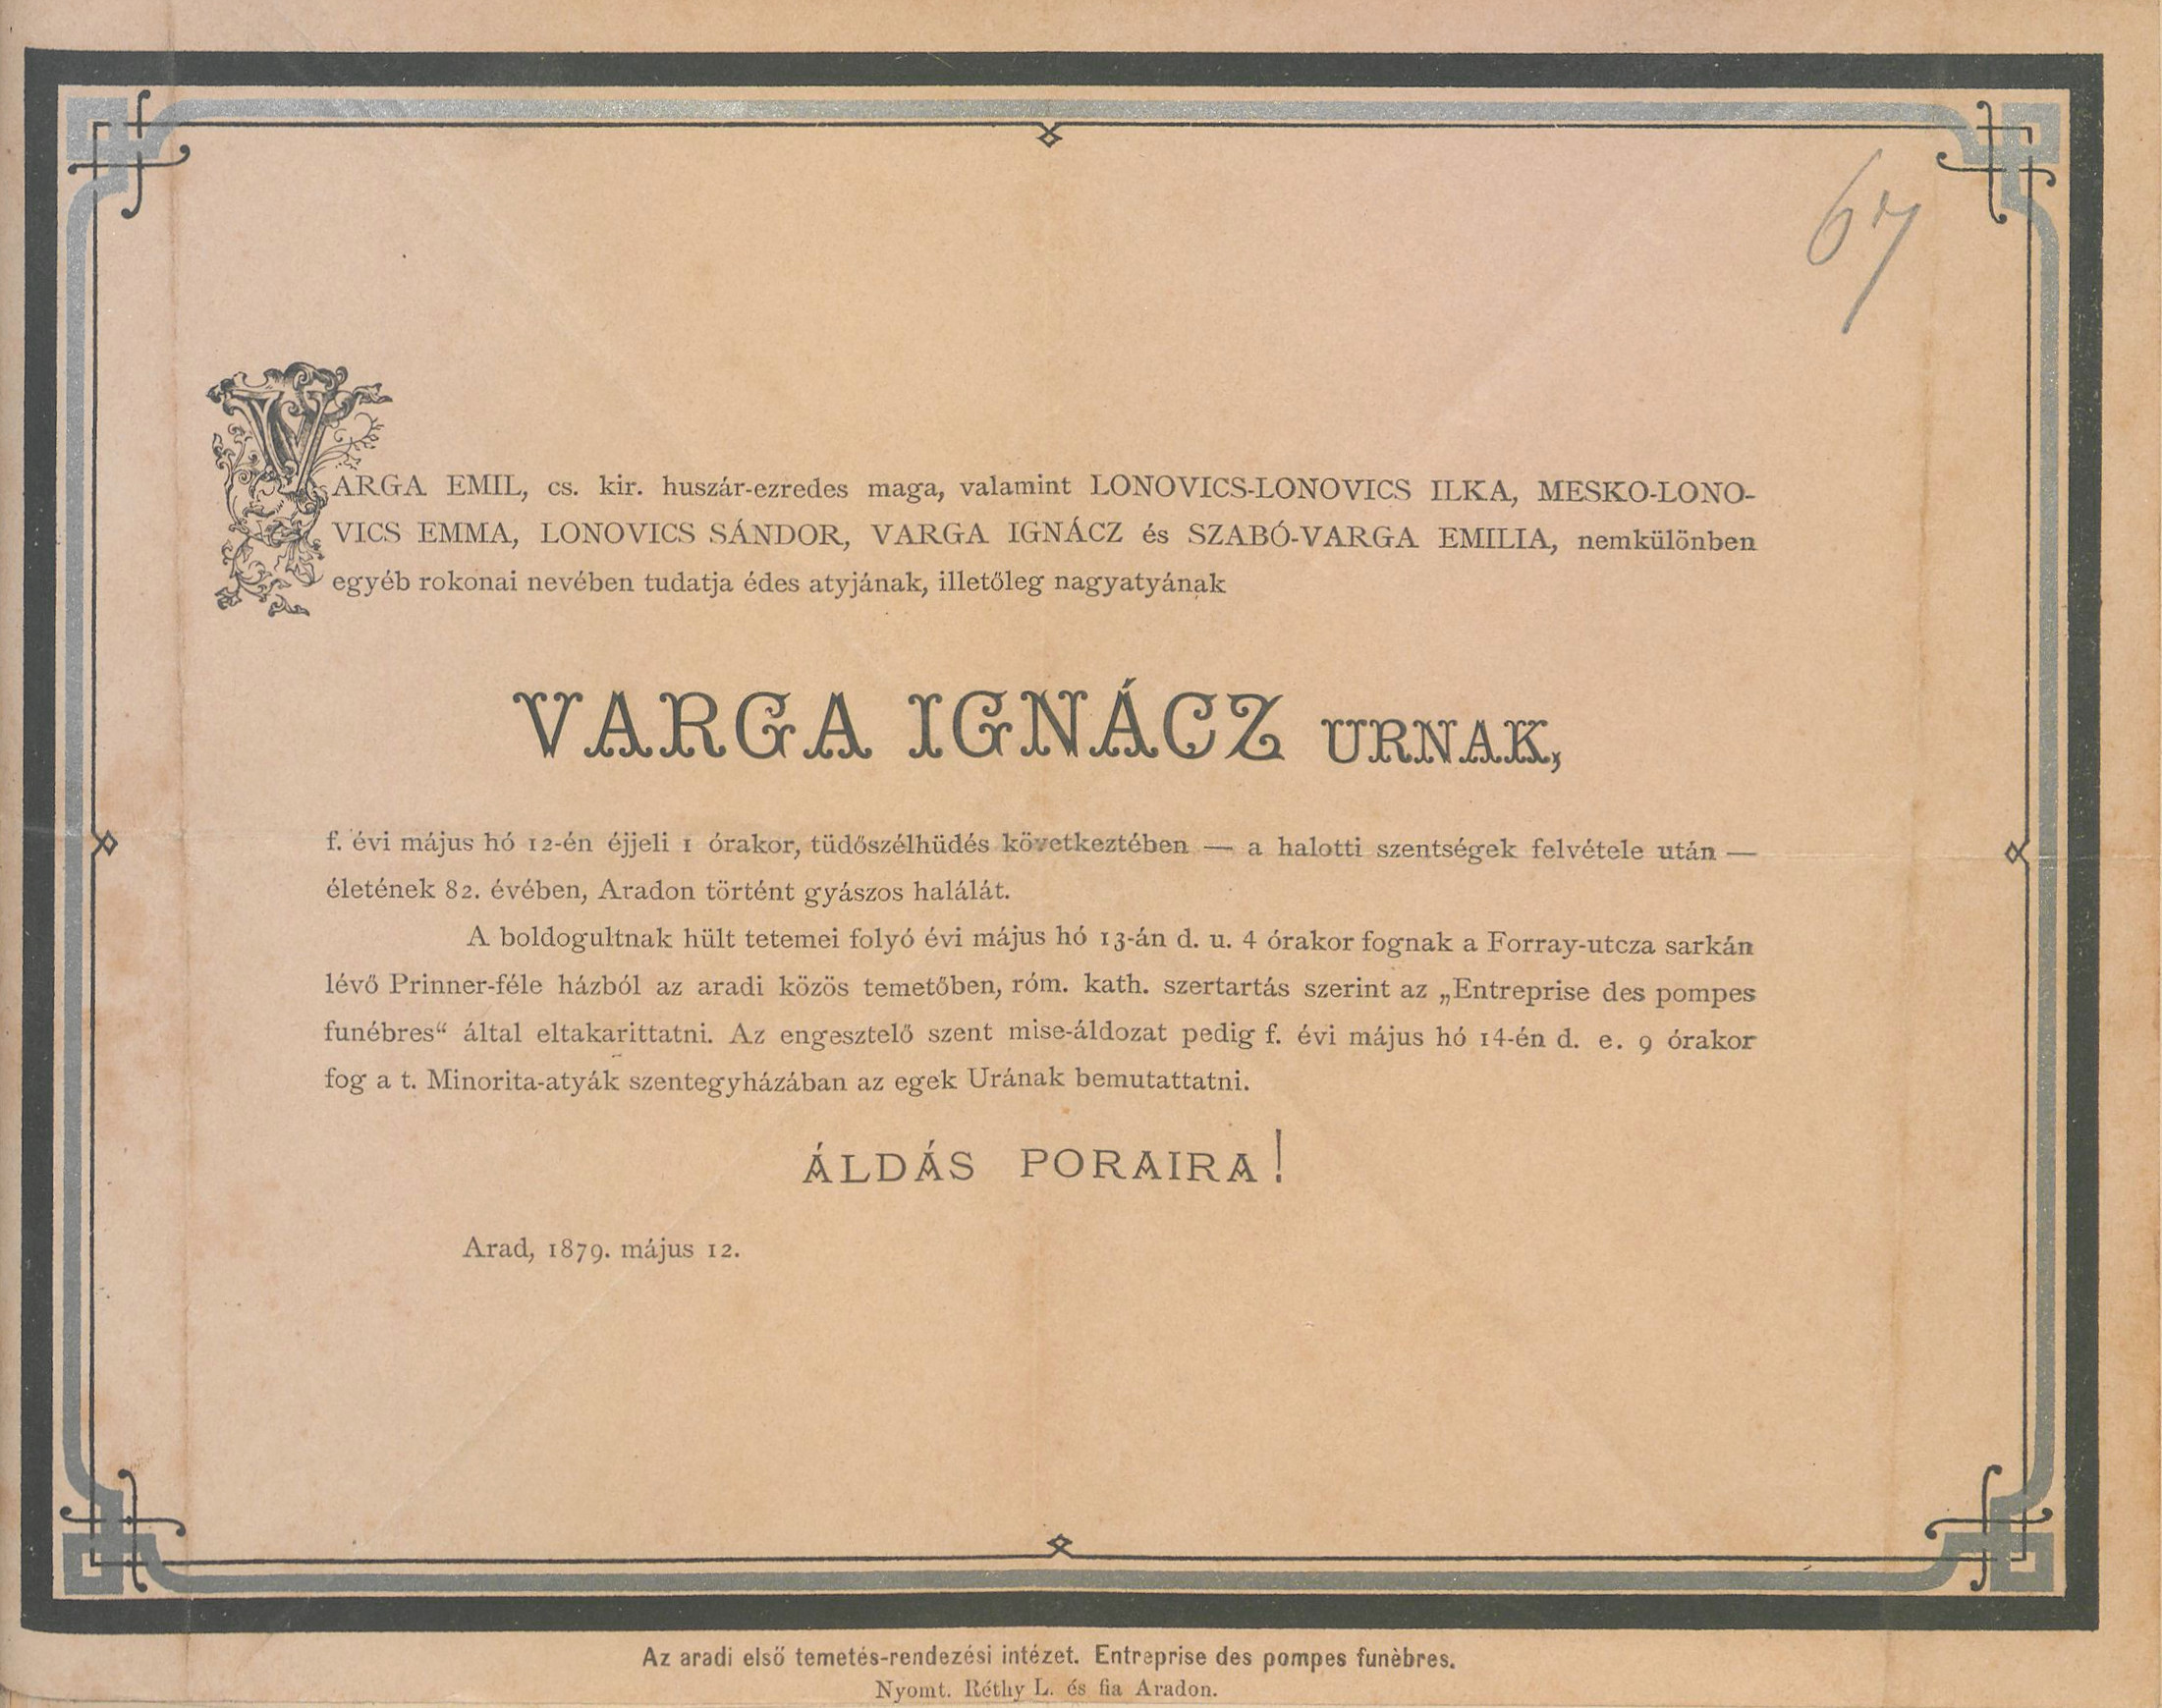 67
VARGA EMIL, cs. kir. huszár-ezredes maga, valamint LONOVICS-LONOVICS ILKA, MESKO-LONO-
VICS EMMA, LONOVICS SÁNDOR, VARGA IGNÁCZ és SZABÓ-VARGA EMILIA, nemkülönben
egyéb rokonai nevében tudatja édes atyjának, illetőleg nagyatyának
VARGA IGNÁCZ URNAK,
f. évi május hó 12-én éjjeli 1 órakor, tüdőszélhüdés következtében — a halotti szentségek felvétele után —
életének 82. évében, Aradon történt gyászos halálát.
A boldogultnak hült tetemei folyó évi május hó 13-án d. u. 4 órakor fognak a Forray-utcza sarkán
lévő Prinner-féle házból az aradi közös temetőben, róm. kath. szertartás szerint az „Entreprise des pompes
funébres“ által eltakarittatni. Az engesztelő szent mise-áldozat pedig f. évi május hó 14-én d. e. 9 órakor
fog a t. Minorita-atyák szentegyházában az egek Urának bemutattatni.
ÁLDÁS PORAIRA!
Arad, 1879. május 12.
Az aradi első temetés-rendezési intézet. Entreprise des pompes funèbres.
Nyomt. Réthy L. és fia Aradon.